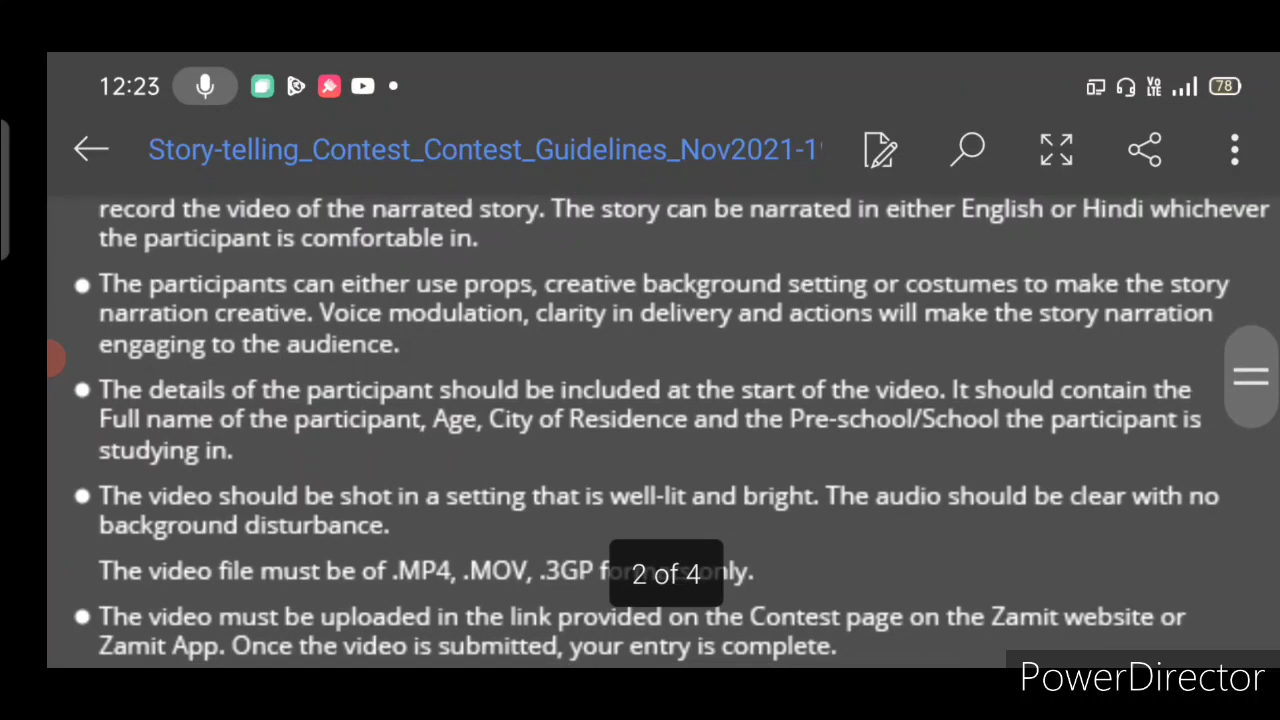 12:23
Vo LTE
78
Story-telling_Contest_Contest_Guidelines_Nov2021-1
record the video of the narrated story. The story can be narrated in either English or Hindi whichever
the participant is comfortable in.
The participants can either use props, creative background setting or costumes to make the story
narration creative. Voice modulation, clarity in delivery and actions will make the story narration
engaging to the audience.
The details of the participant should be included at the start of the video. It should contain the
Full name of the participant, Age, City of Residence and the Pre-school/School the participant is
studying in.
The video should be shot in a setting that is well-lit and bright. The audio should be clear with no
background disturbance.
The video file must be of .MP4, .MOV, .3GP only.
2 of 4
The video must be uploaded in the link provided on the Contest page on the Zamit website or
Zamit App. Once the video is submitted, your entry is complete.
PowerDirector